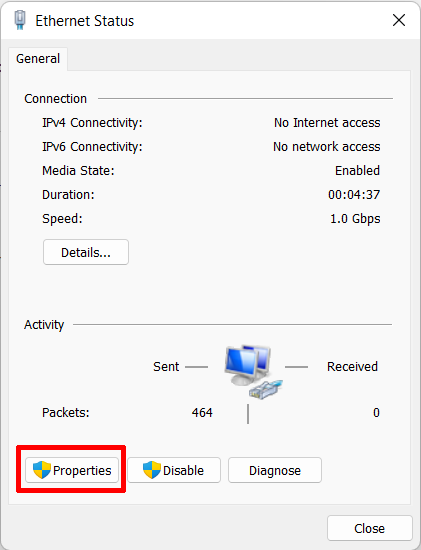 Ethernet Status
General
Connection
IPv4 Connectivity: No Internet access
IPv6 Connectivity: No network access
Media State: Enabled
Duration: 00:04:37
Speed: 1.0 Gbps
Details...
Activity
Sent Received
Packets: 464 0
Properties Disable Diagnose
Close